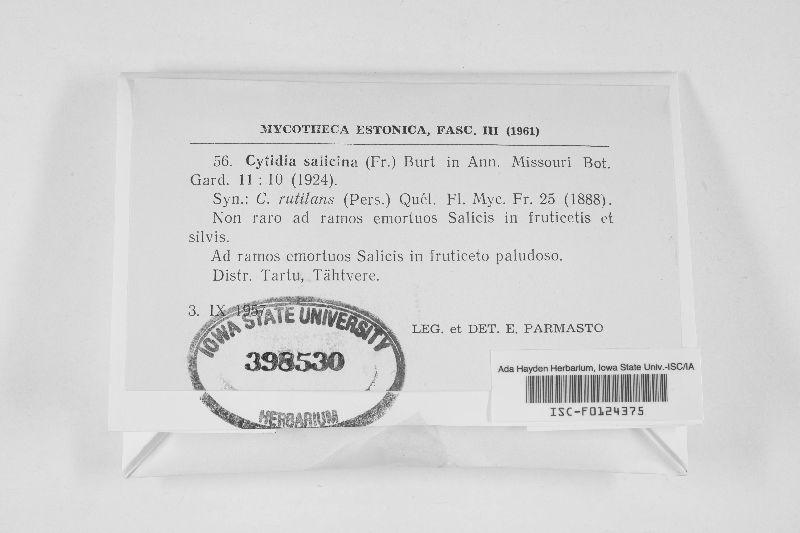 MYCOTHECA ESTONICA, FASC. III (1961)
56. Cytidia salicina (Fr.) Burt in Ann. Missouri Bot.
Gard. 11 : 10 (1924).
Syn.: C. rutilans (Pers.) Quél. Fl. Myc. Fr. 25 (1888).
Non raro ad ramos emortuos Salicis in fruticetis et
silvis.
Ad ramos emortuos Salicis in fruticeto paludoso.
Distr. Tartu, Tähtvere.
3. IX 1957
LEG. et DET. E. PARMASTO
IOWA STATE UNIVERSITY
398530
HERBARIUM
Ada Hayden Herbarium, Iowa State Univ.-ISC/IA
ISC-F0124375